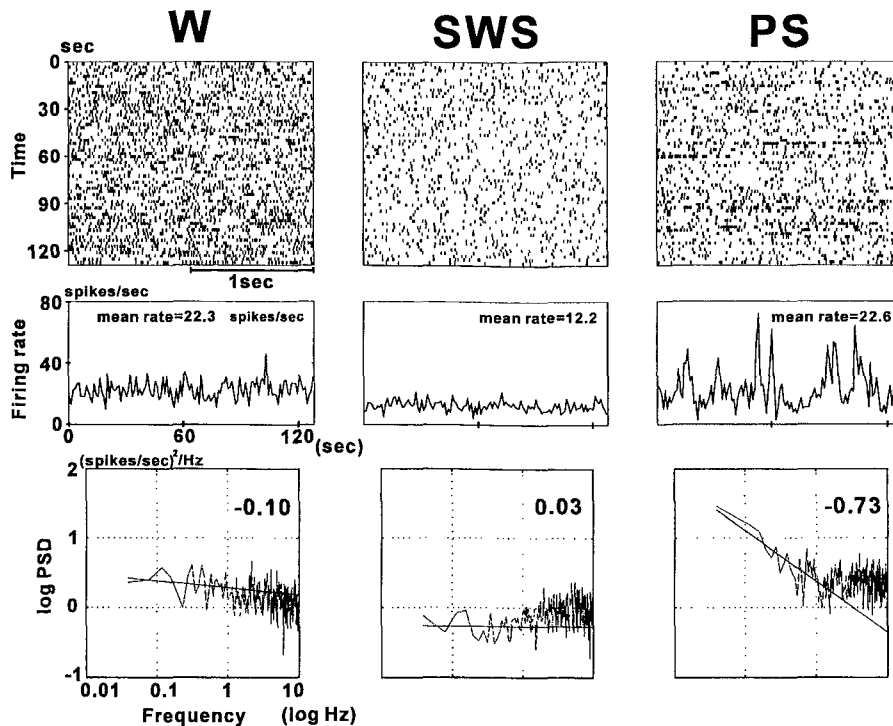 W SWS PS
sec
0
30
60
90
120
Time
1sec
spikes/sec
80
40
0
Firing rate
mean rate=22.3 spikes/sec
mean rate=12.2
mean rate=22.6
0 60 120 (sec)
(spikes/sec)²/Hz
2
1
0
-1
log PSD
-0.10
0.03
-0.73
0.01 0.1 1 10
Frequency (log Hz)